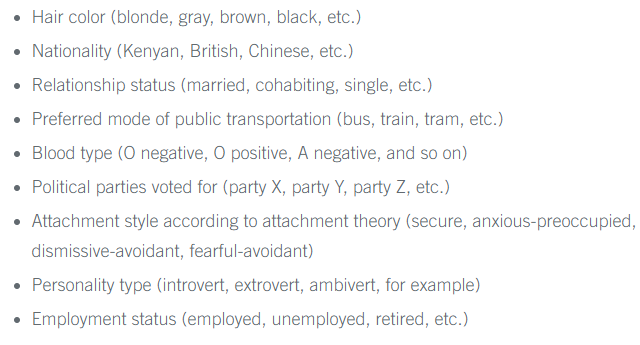 • Hair color (blonde, gray, brown, black, etc.)
• Nationality (Kenyan, British, Chinese, etc.)
• Relationship status (married, cohabiting, single, etc.)
• Preferred mode of public transportation (bus, train, tram, etc.)
• Blood type (O negative, O positive, A negative, and so on)
• Political parties voted for (party X, party Y, party Z, etc.)
• Attachment style according to attachment theory (secure, anxious-preoccupied,
dismissive-avoidant, fearful-avoidant)
• Personality type (introvert, extrovert, ambivert, for example)
• Employment status (employed, unemployed, retired, etc.)